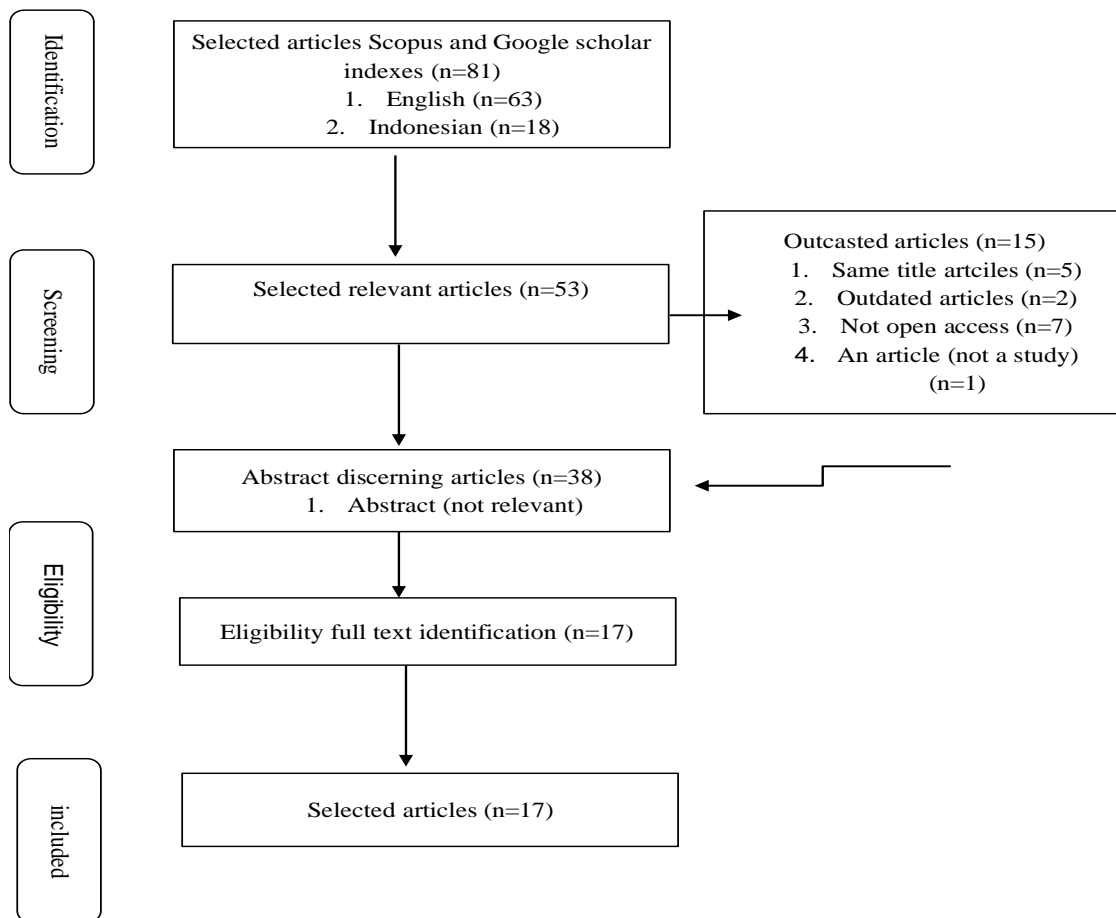 Identification
Selected articles Scopus and Google scholar
indexes (n=81)
1. English (n=63)
2. Indonesian (n=18)
Screening
Selected relevant articles (n=53)
Outcasted articles (n=15)
1. Same title artciles (n=5)
2. Outdated articles (n=2)
3. Not open access (n=7)
4. An article (not a study)
(n=1)
Abstract discerning articles (n=38)
1. Abstract (not relevant)
Eligibility
Eligibility full text identification (n=17)
included
Selected articles (n=17)